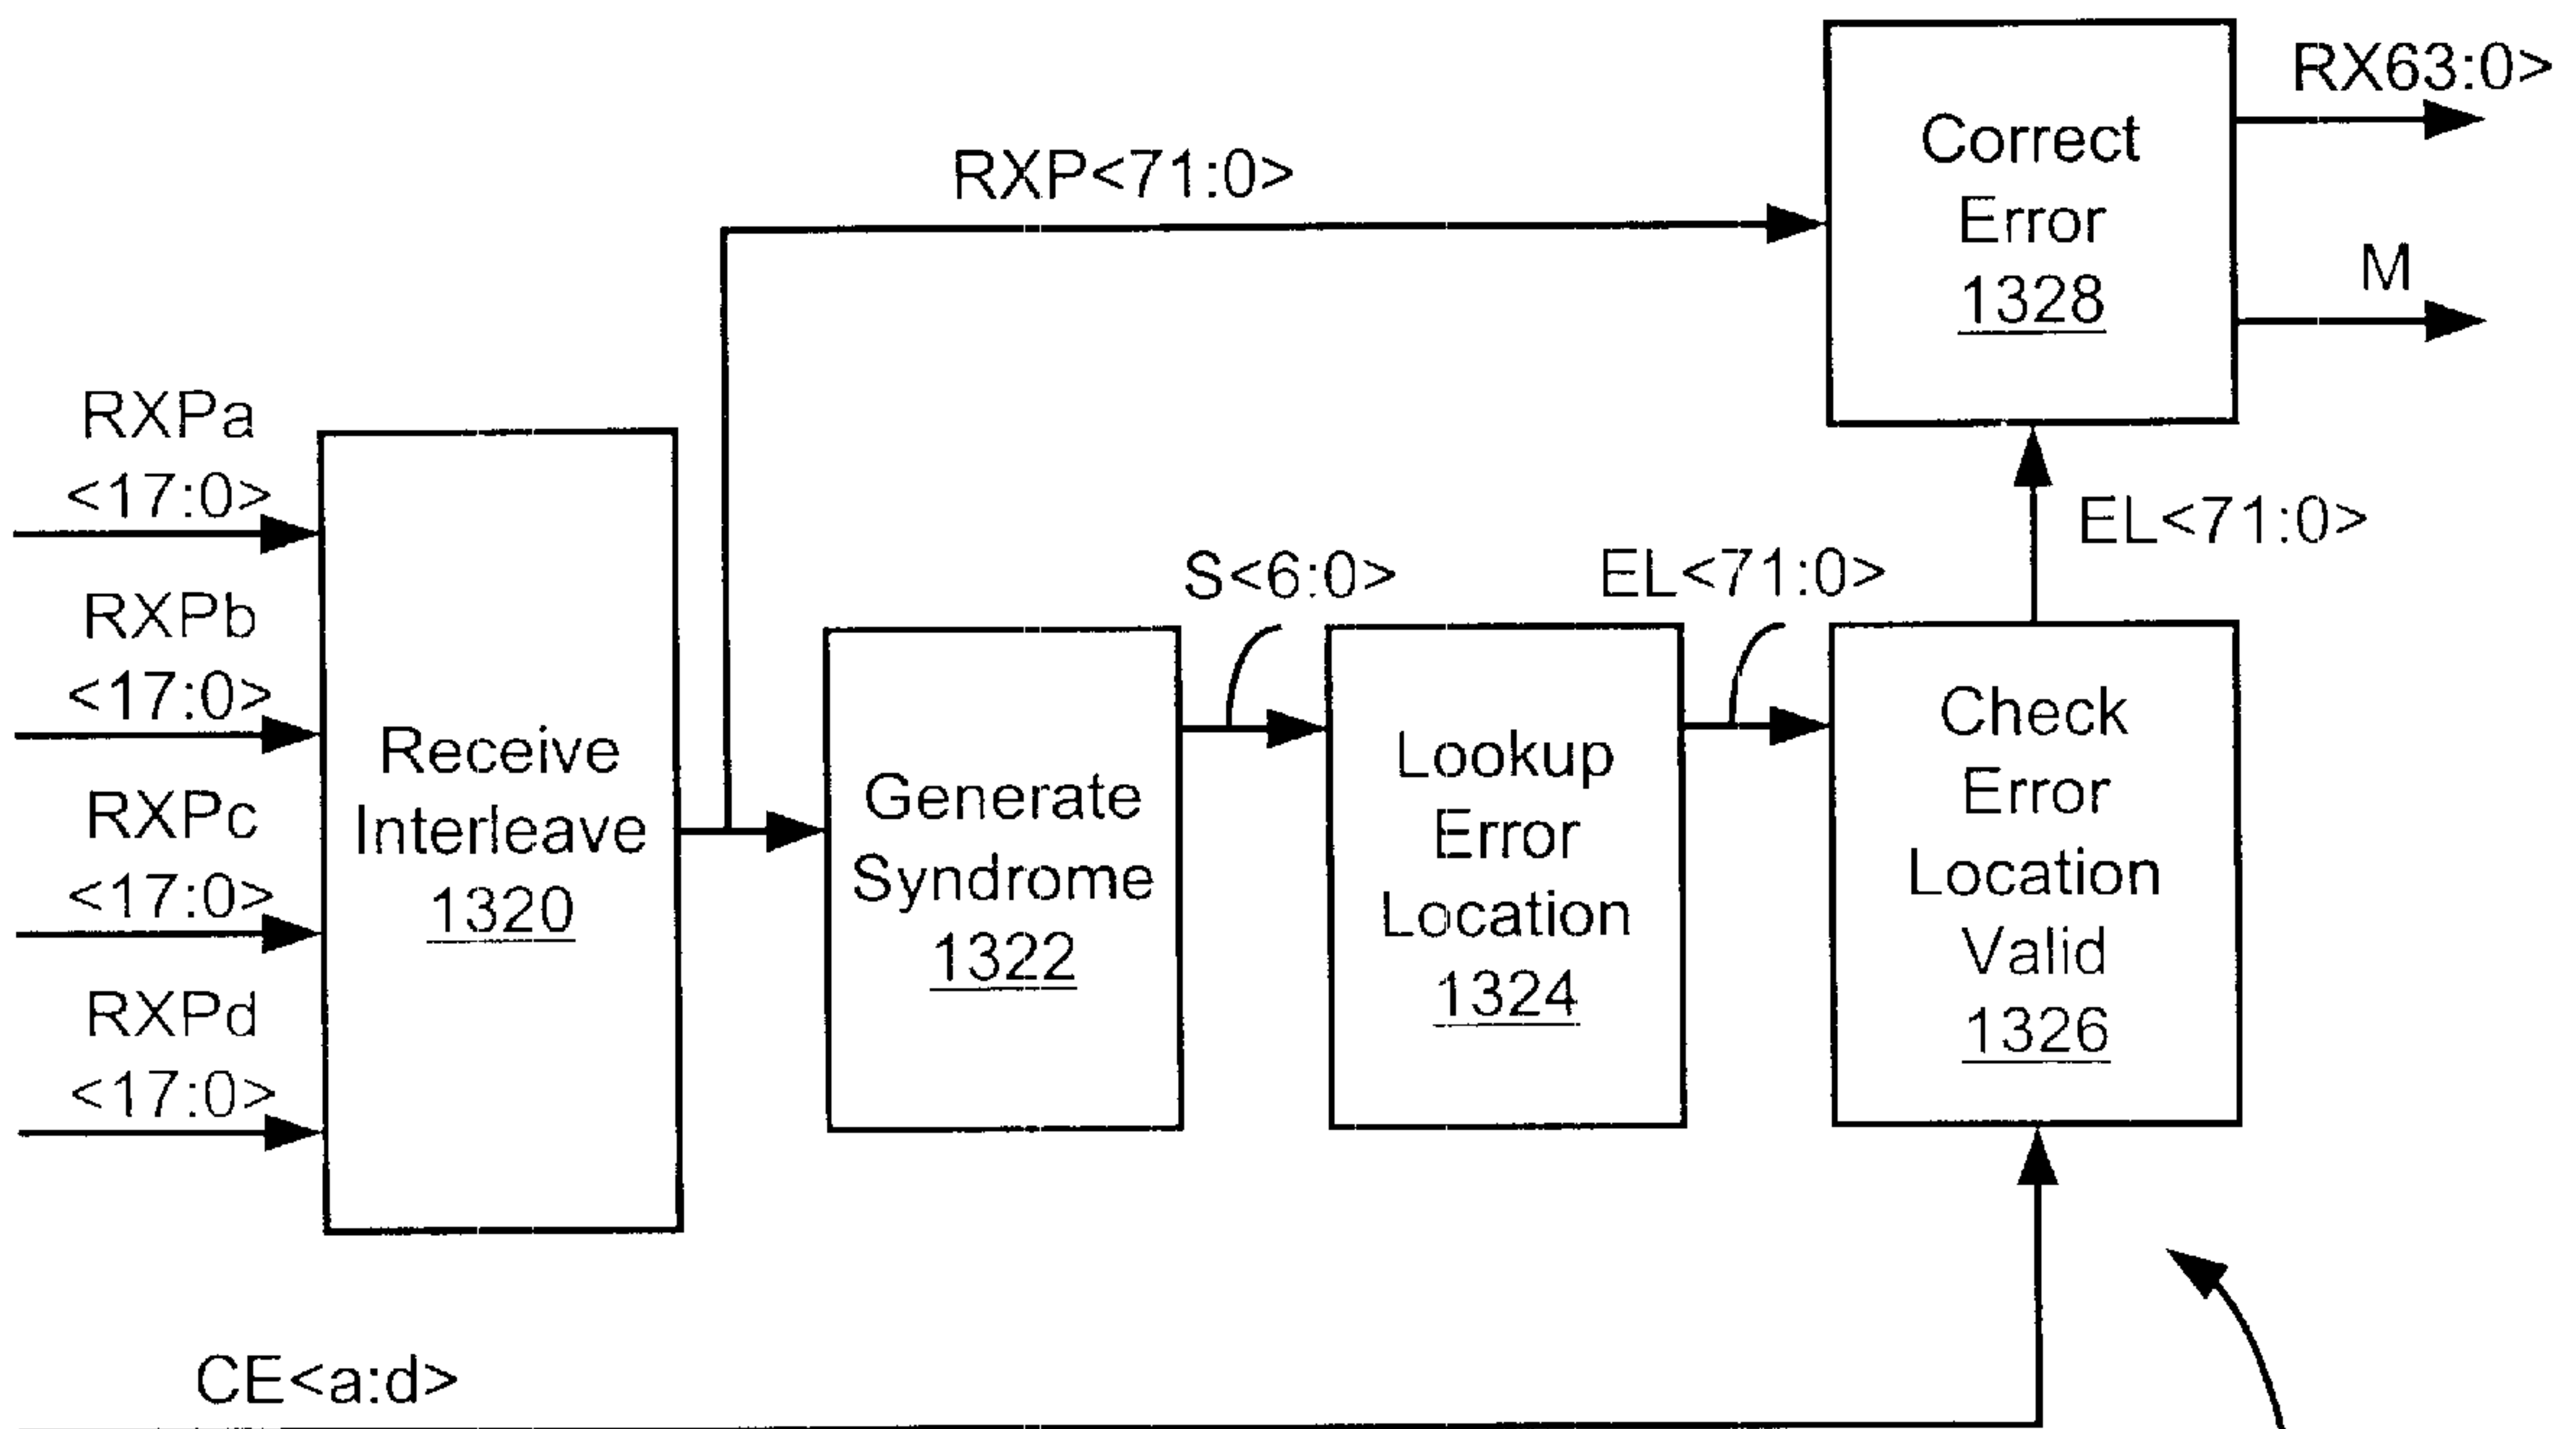 RX63:0>
Correct
Error
1328
M
RXP<71:0>
RXPa
<17:0>
RXPb
<17:0>
RXPc
<17:0>
RXPd
<17:0>
Receive
Interleave
1320
Generate
Syndrome
1322
S<6:0>
Lookup
Error
Location
1324
EL<71:0>
EL<71:0>
Check
Error
Location
Valid
1326
CE<a:d>